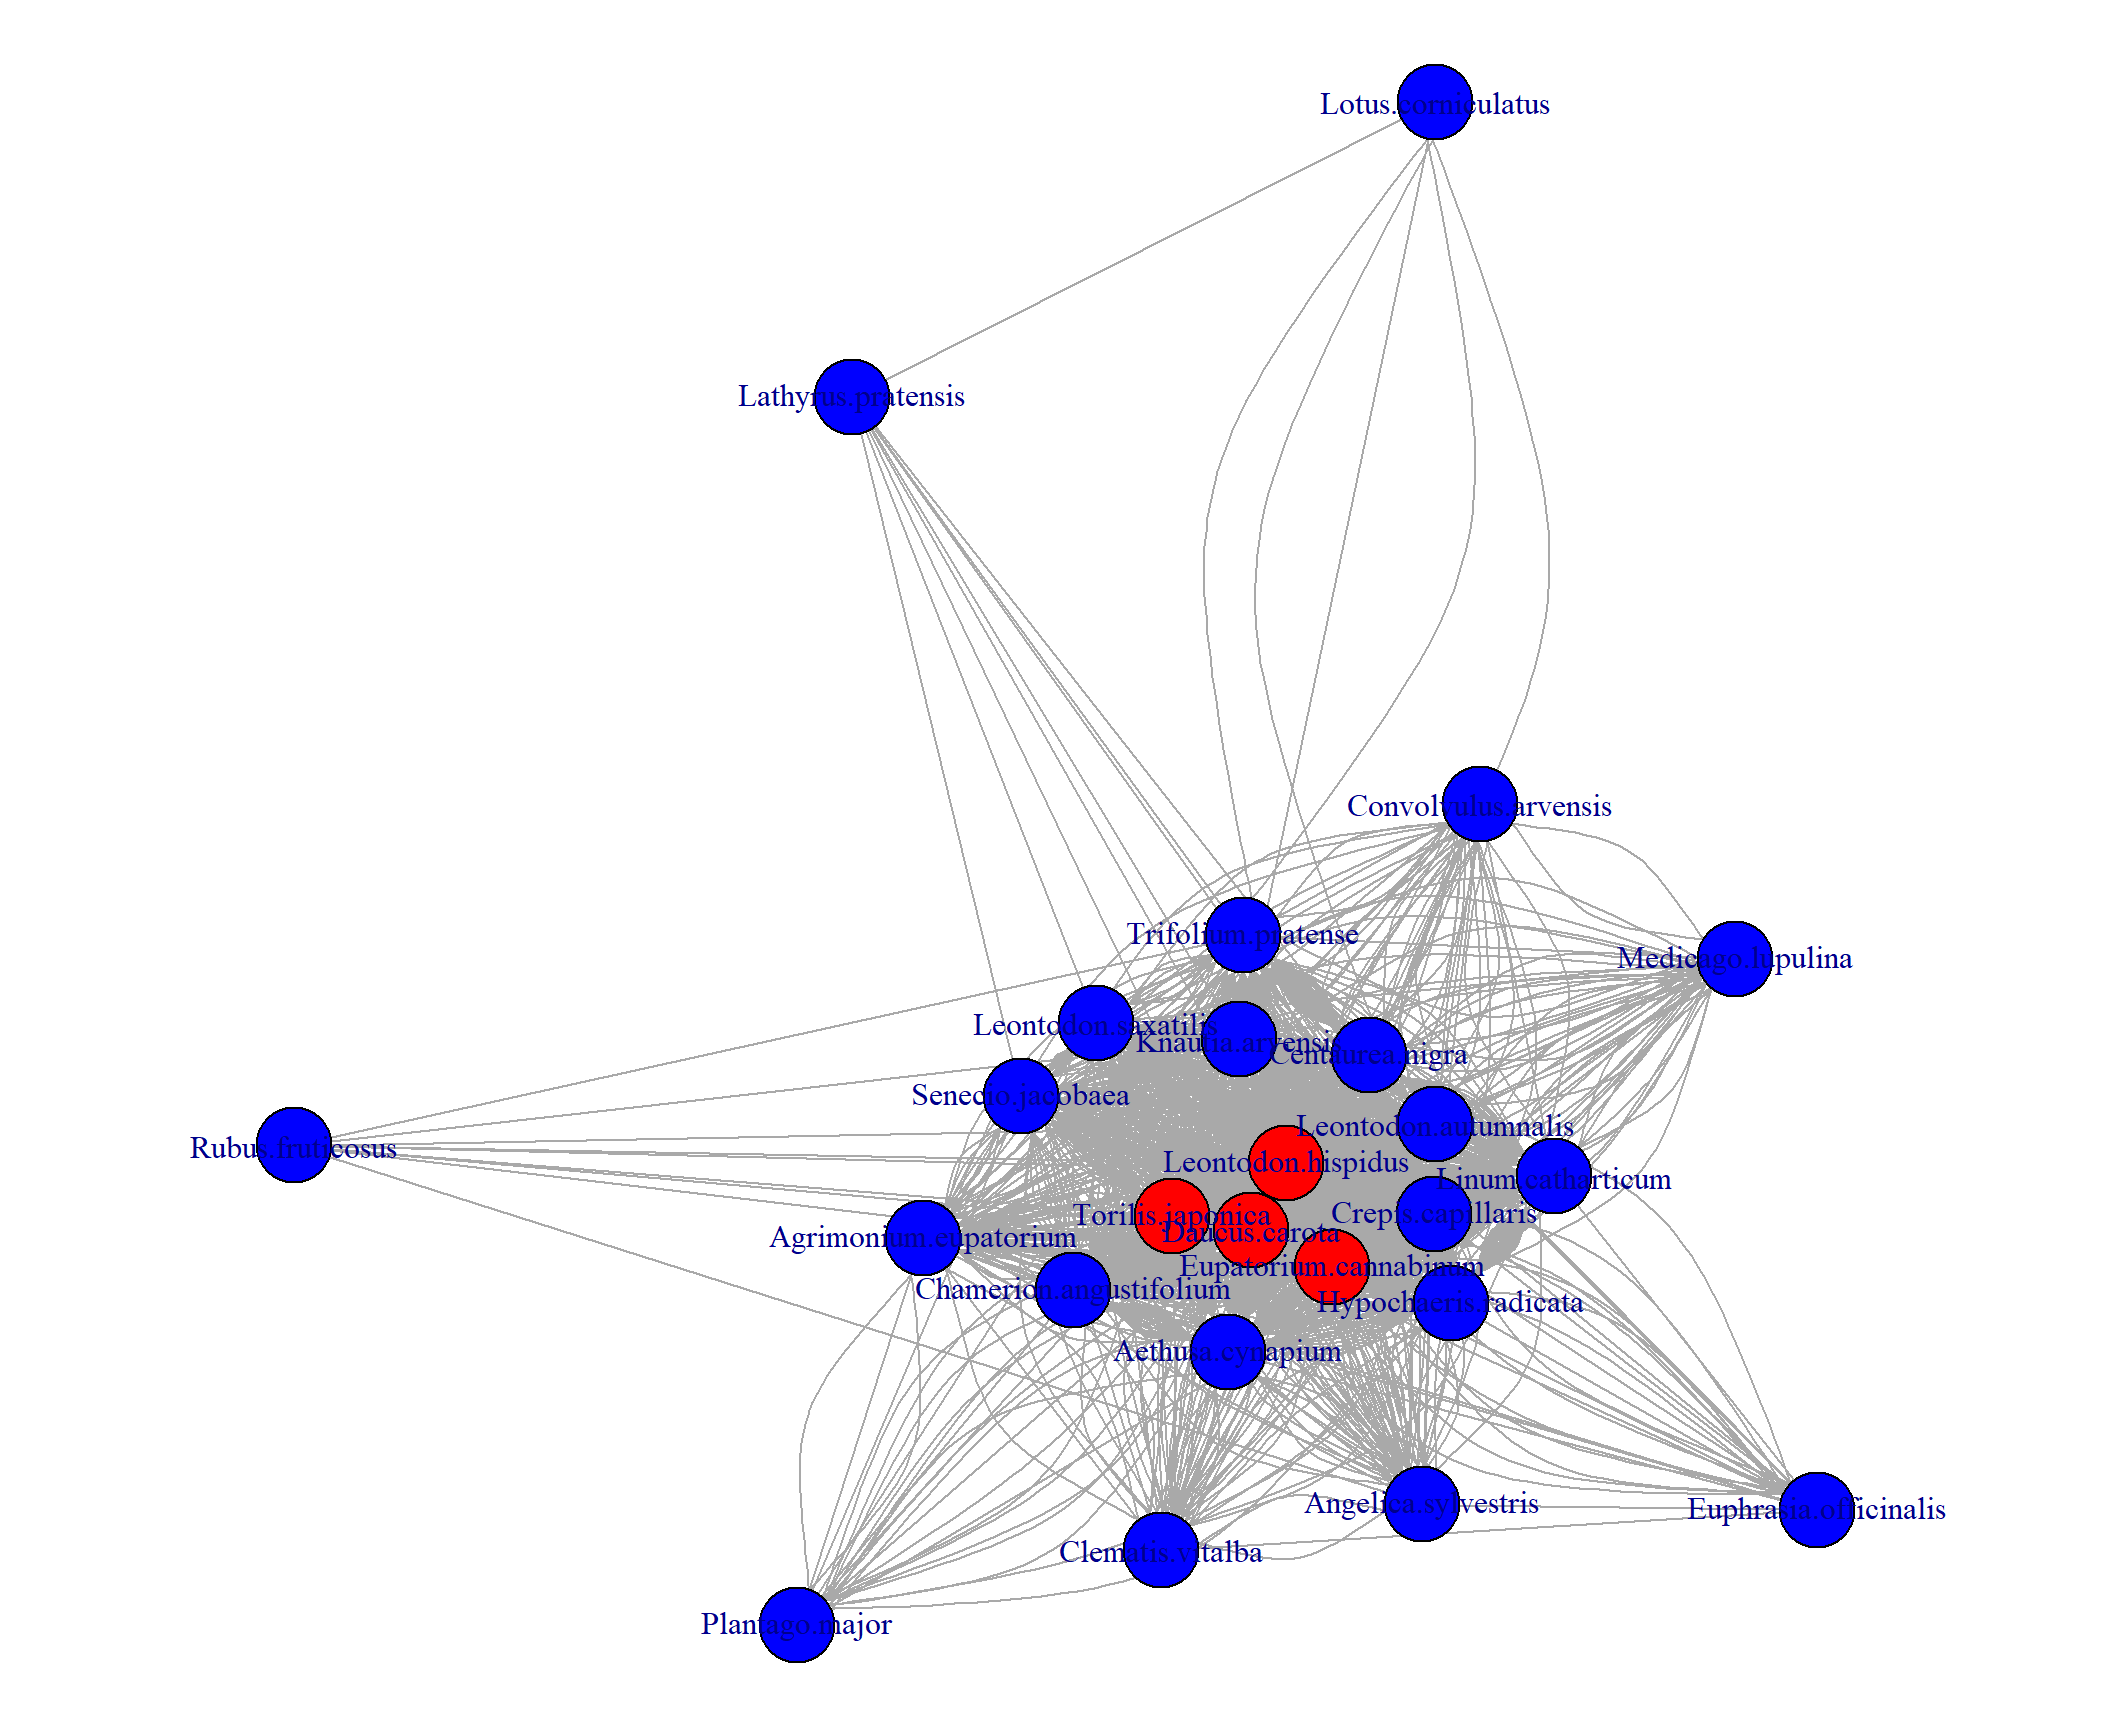 Lotus.corniculatus
Lathyrus.pratensis
Convolvulus.arvensis
Trifolium.pratense
Medicago.lupulina
Leontodon.saxatilis
Knautia.arvensis
Centaurea.nigra
Senecio.jacobaea
Leontodon.autumnalis
Rubus.fruticosus
Leontodon.hispidus
Linum.catharticum
Torilis.japonica
Crepis.capillaris
Daucus.carota
Agrimonium.eupatorium
Eupatorium.cannabinum
Chamerion.angustifolium
Hypochaeris.radicata
Aethusa.cynapium
Angelica.sylvestris
Euphrasia.officinalis
Clematis.vitalba
Plantago.major